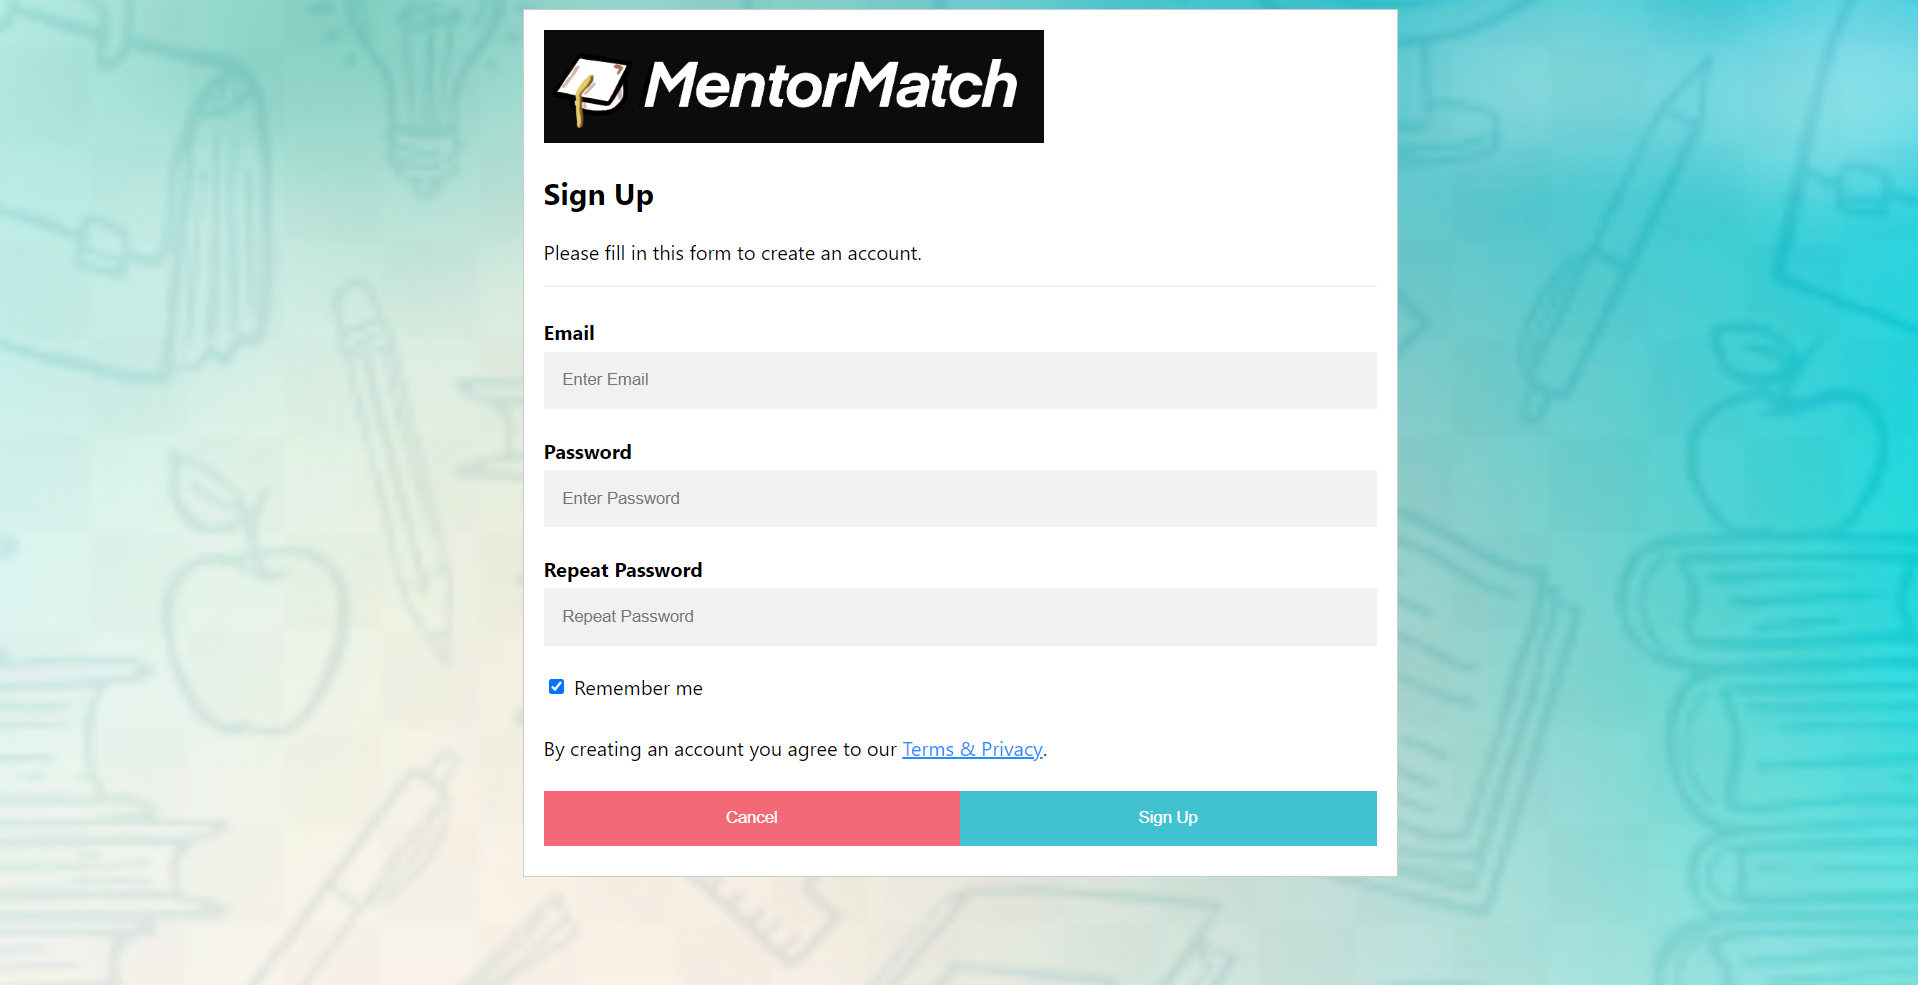 MentorMatch
Sign Up
Please fill in this form to create an account.
Email
Enter Email
Password
Enter Password
Repeat Password
Repeat Password
Remember me
By creating an account you agree to our Terms & Privacy.
Cancel
Sign Up